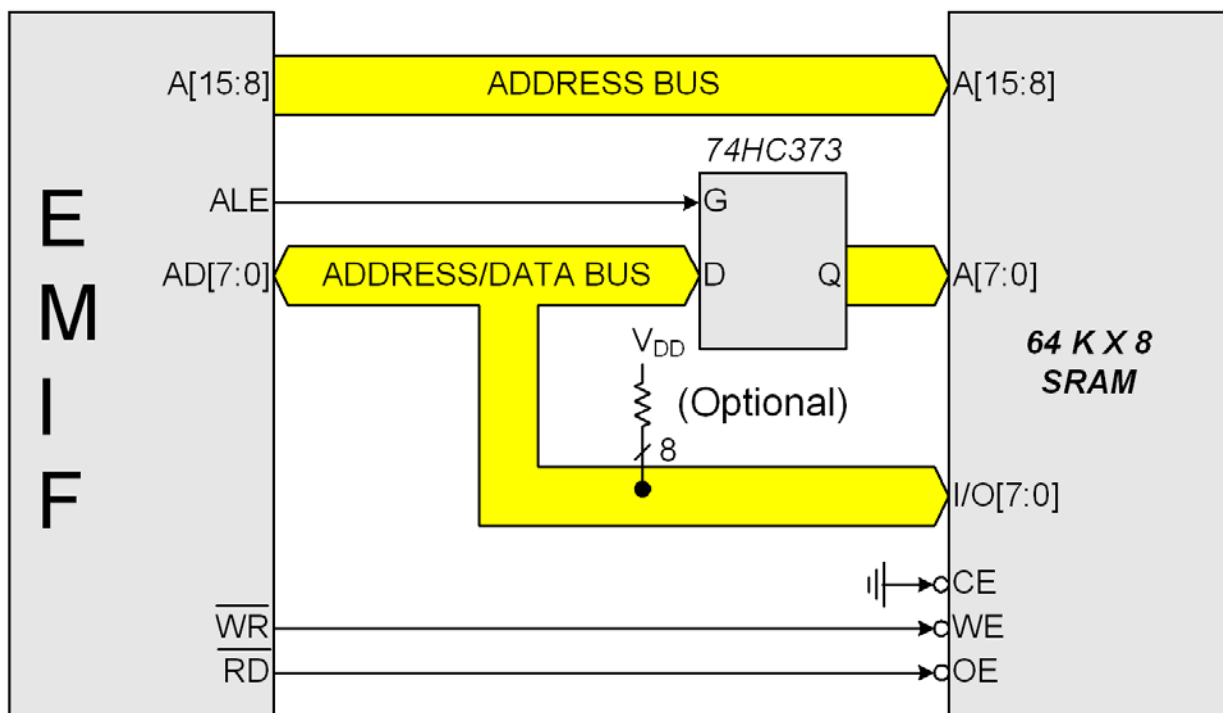 A[15:8]
ADDRESS BUS
A[15:8]
74HC373
ALE
G
EMIF
AD[7:0]
ADDRESS/DATA BUS
D
Q
A[7:0]
VDD
64 K X 8
SRAM
(Optional)
8
I/O[7:0]
CE
WR
WE
RD
OE